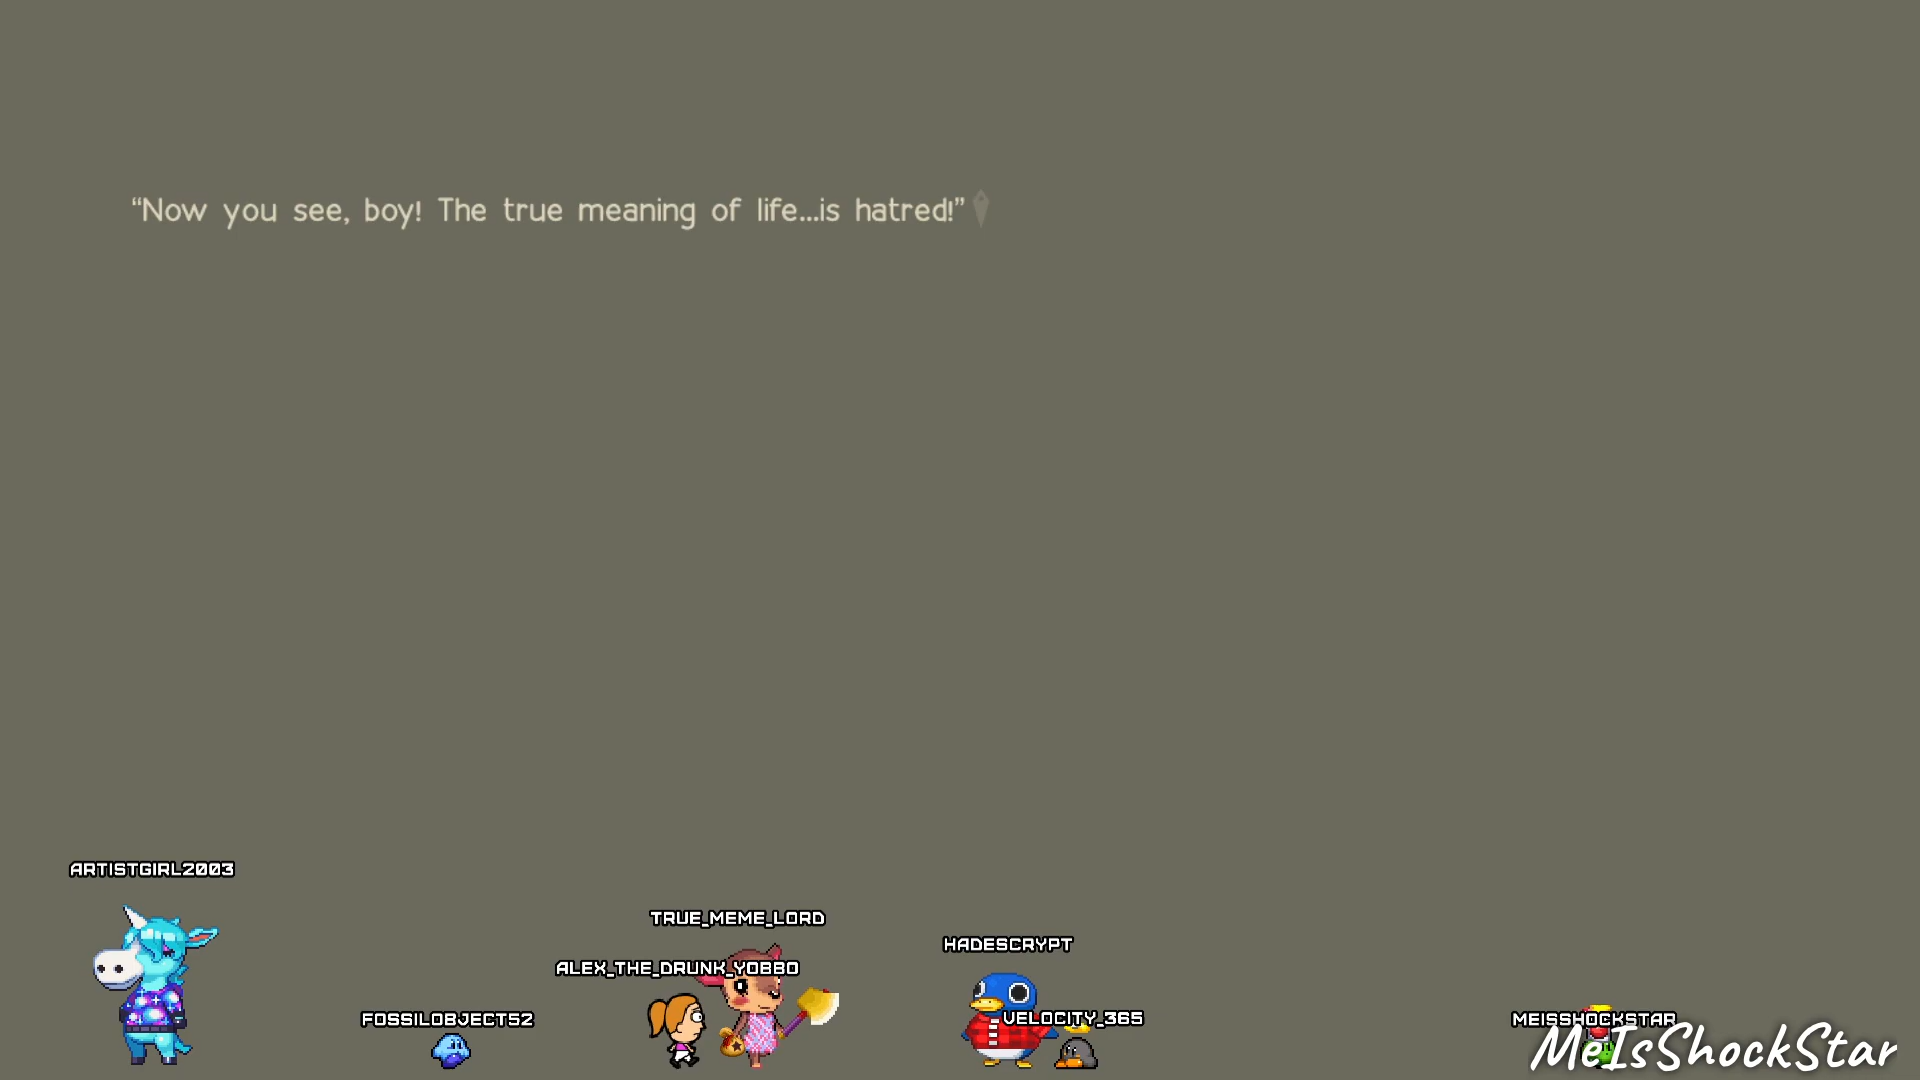 “Now you see, boy! The true meaning of life...is hatred!”
ARTISTGIRL2003
TRUE_MEME_LORD
HADESCRYPT
ALEX_THE_DRUNK_YOBBO
FOSSILOBJECT52
VELOCITY_365
MEISSHOCKSTAR
MeIsShockStar